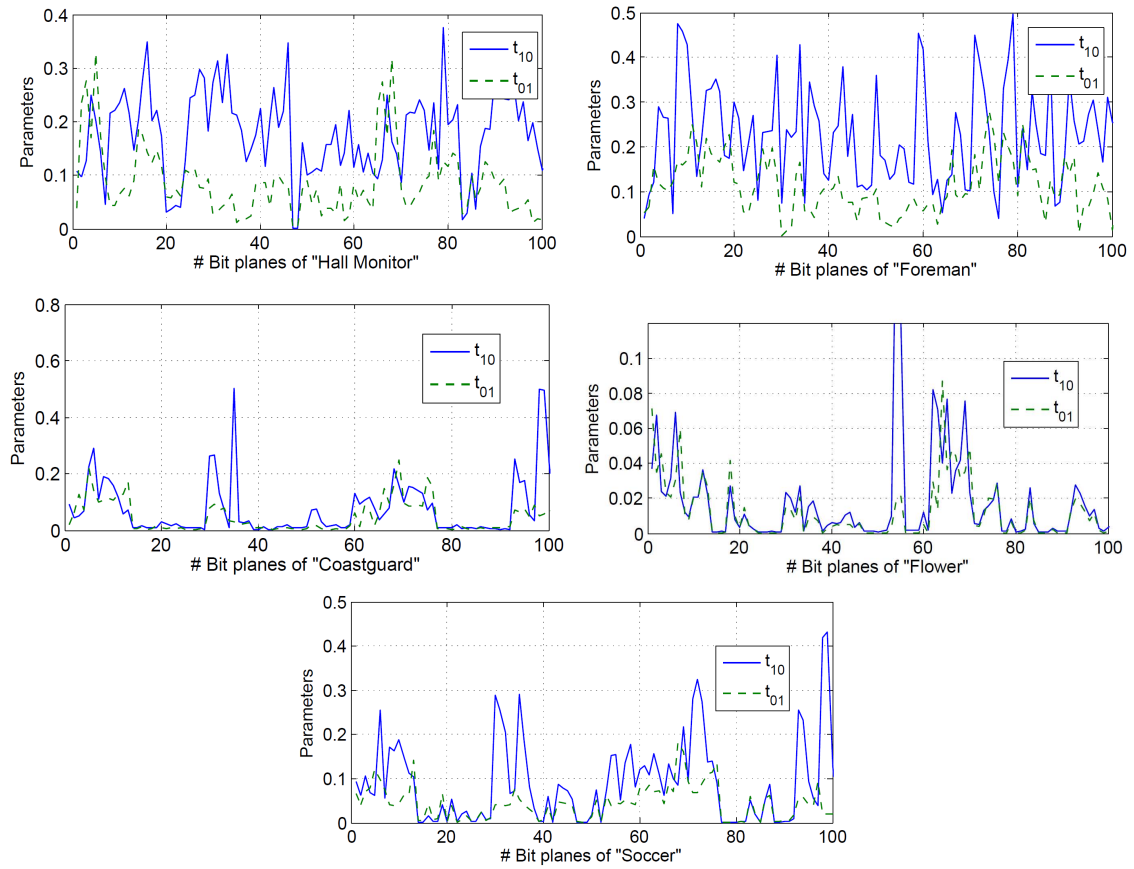 0.4
0.3
0.2
0.1
0
Parameters
t10
t01
0 20 40 60 80 100
# Bit planes of "Hall Monitor"
0.5
0.4
0.3
0.2
0.1
0
Parameters
t10
t01
0 20 40 60 80 100
# Bit planes of "Foreman"
0.8
0.6
0.4
0.2
0
Parameters
t10
t01
0 20 40 60 80 100
# Bit planes of "Coastguard"
0.1
0.08
0.06
0.04
0.02
0
Parameters
t10
t01
0 20 40 60 80 100
# Bit planes of "Flower"
0.5
0.4
0.3
0.2
0.1
0
Parameters
t10
t01
0 20 40 60 80 100
# Bit planes of "Soccer"